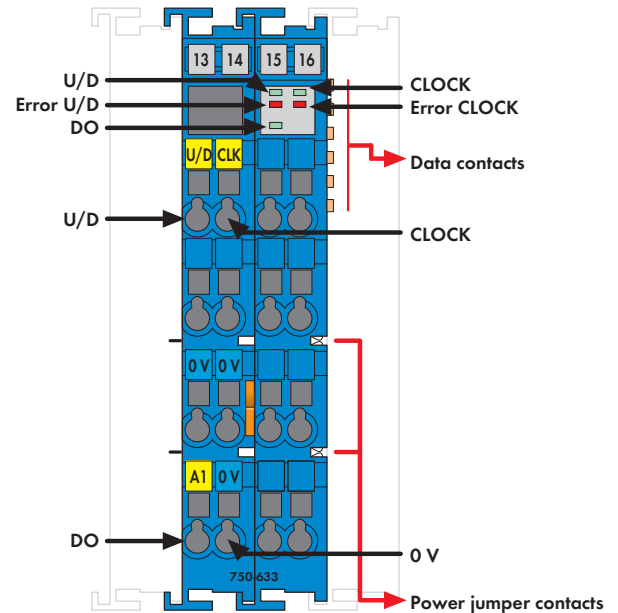 13 14 15 16
U/D CLOCK
Error U/D Error CLOCK
DO
U/D CLK
Data contacts
U/D
CLOCK
0 V 0 V
A1 0 V
DO
0 V
750-633
Power jumper contacts